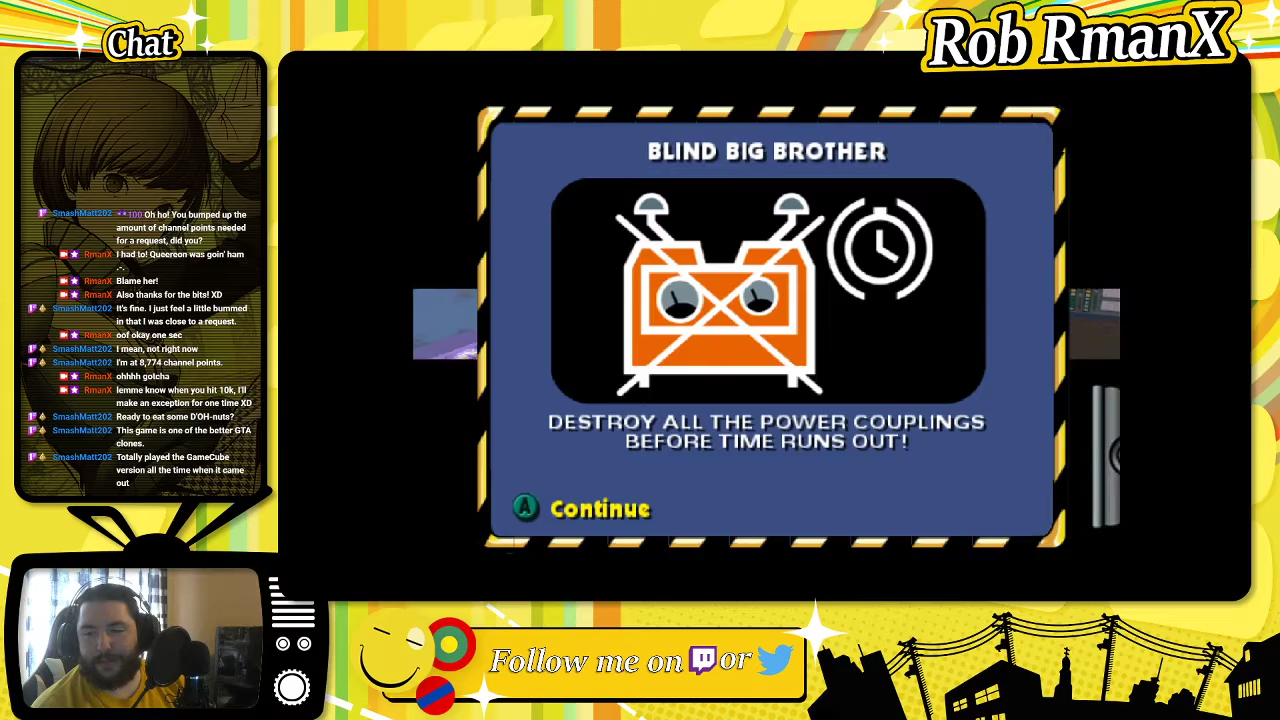 Chat
Rob RmanX
SmashMatt202 100 Oh ho! You bumped up the
amount of channel points needed
for a request, did you?
RmanX I had to! Queereon was goin' ham
-.-
RmanX Blame her!
RmanX Also thanks for the bits! XD
SmashMatt202 It's fine. I just feel a little bummed
in that I was close to a request.
RmanX oof okay one sec
SmashMatt202 I mean, not right now
SmashMatt202 I'm at 8,774 channel points.
RmanX ohhhh gotcha
RmanX lemme know when you hit 10k, I'll
make an exception for one time XD
SmashMatt202 Ready to eat some D'OH-nuts?
SmashMatt202 This game is one of the better GTA
clones.
SmashMatt202 Totally played the GameCube
version all the time when it came
out
BLIND BIG BROTHER
DESTROY ALL THE POWER COUPLINGS
BEFORE TIME RUNS OUT!
A Continue
Follow me on or